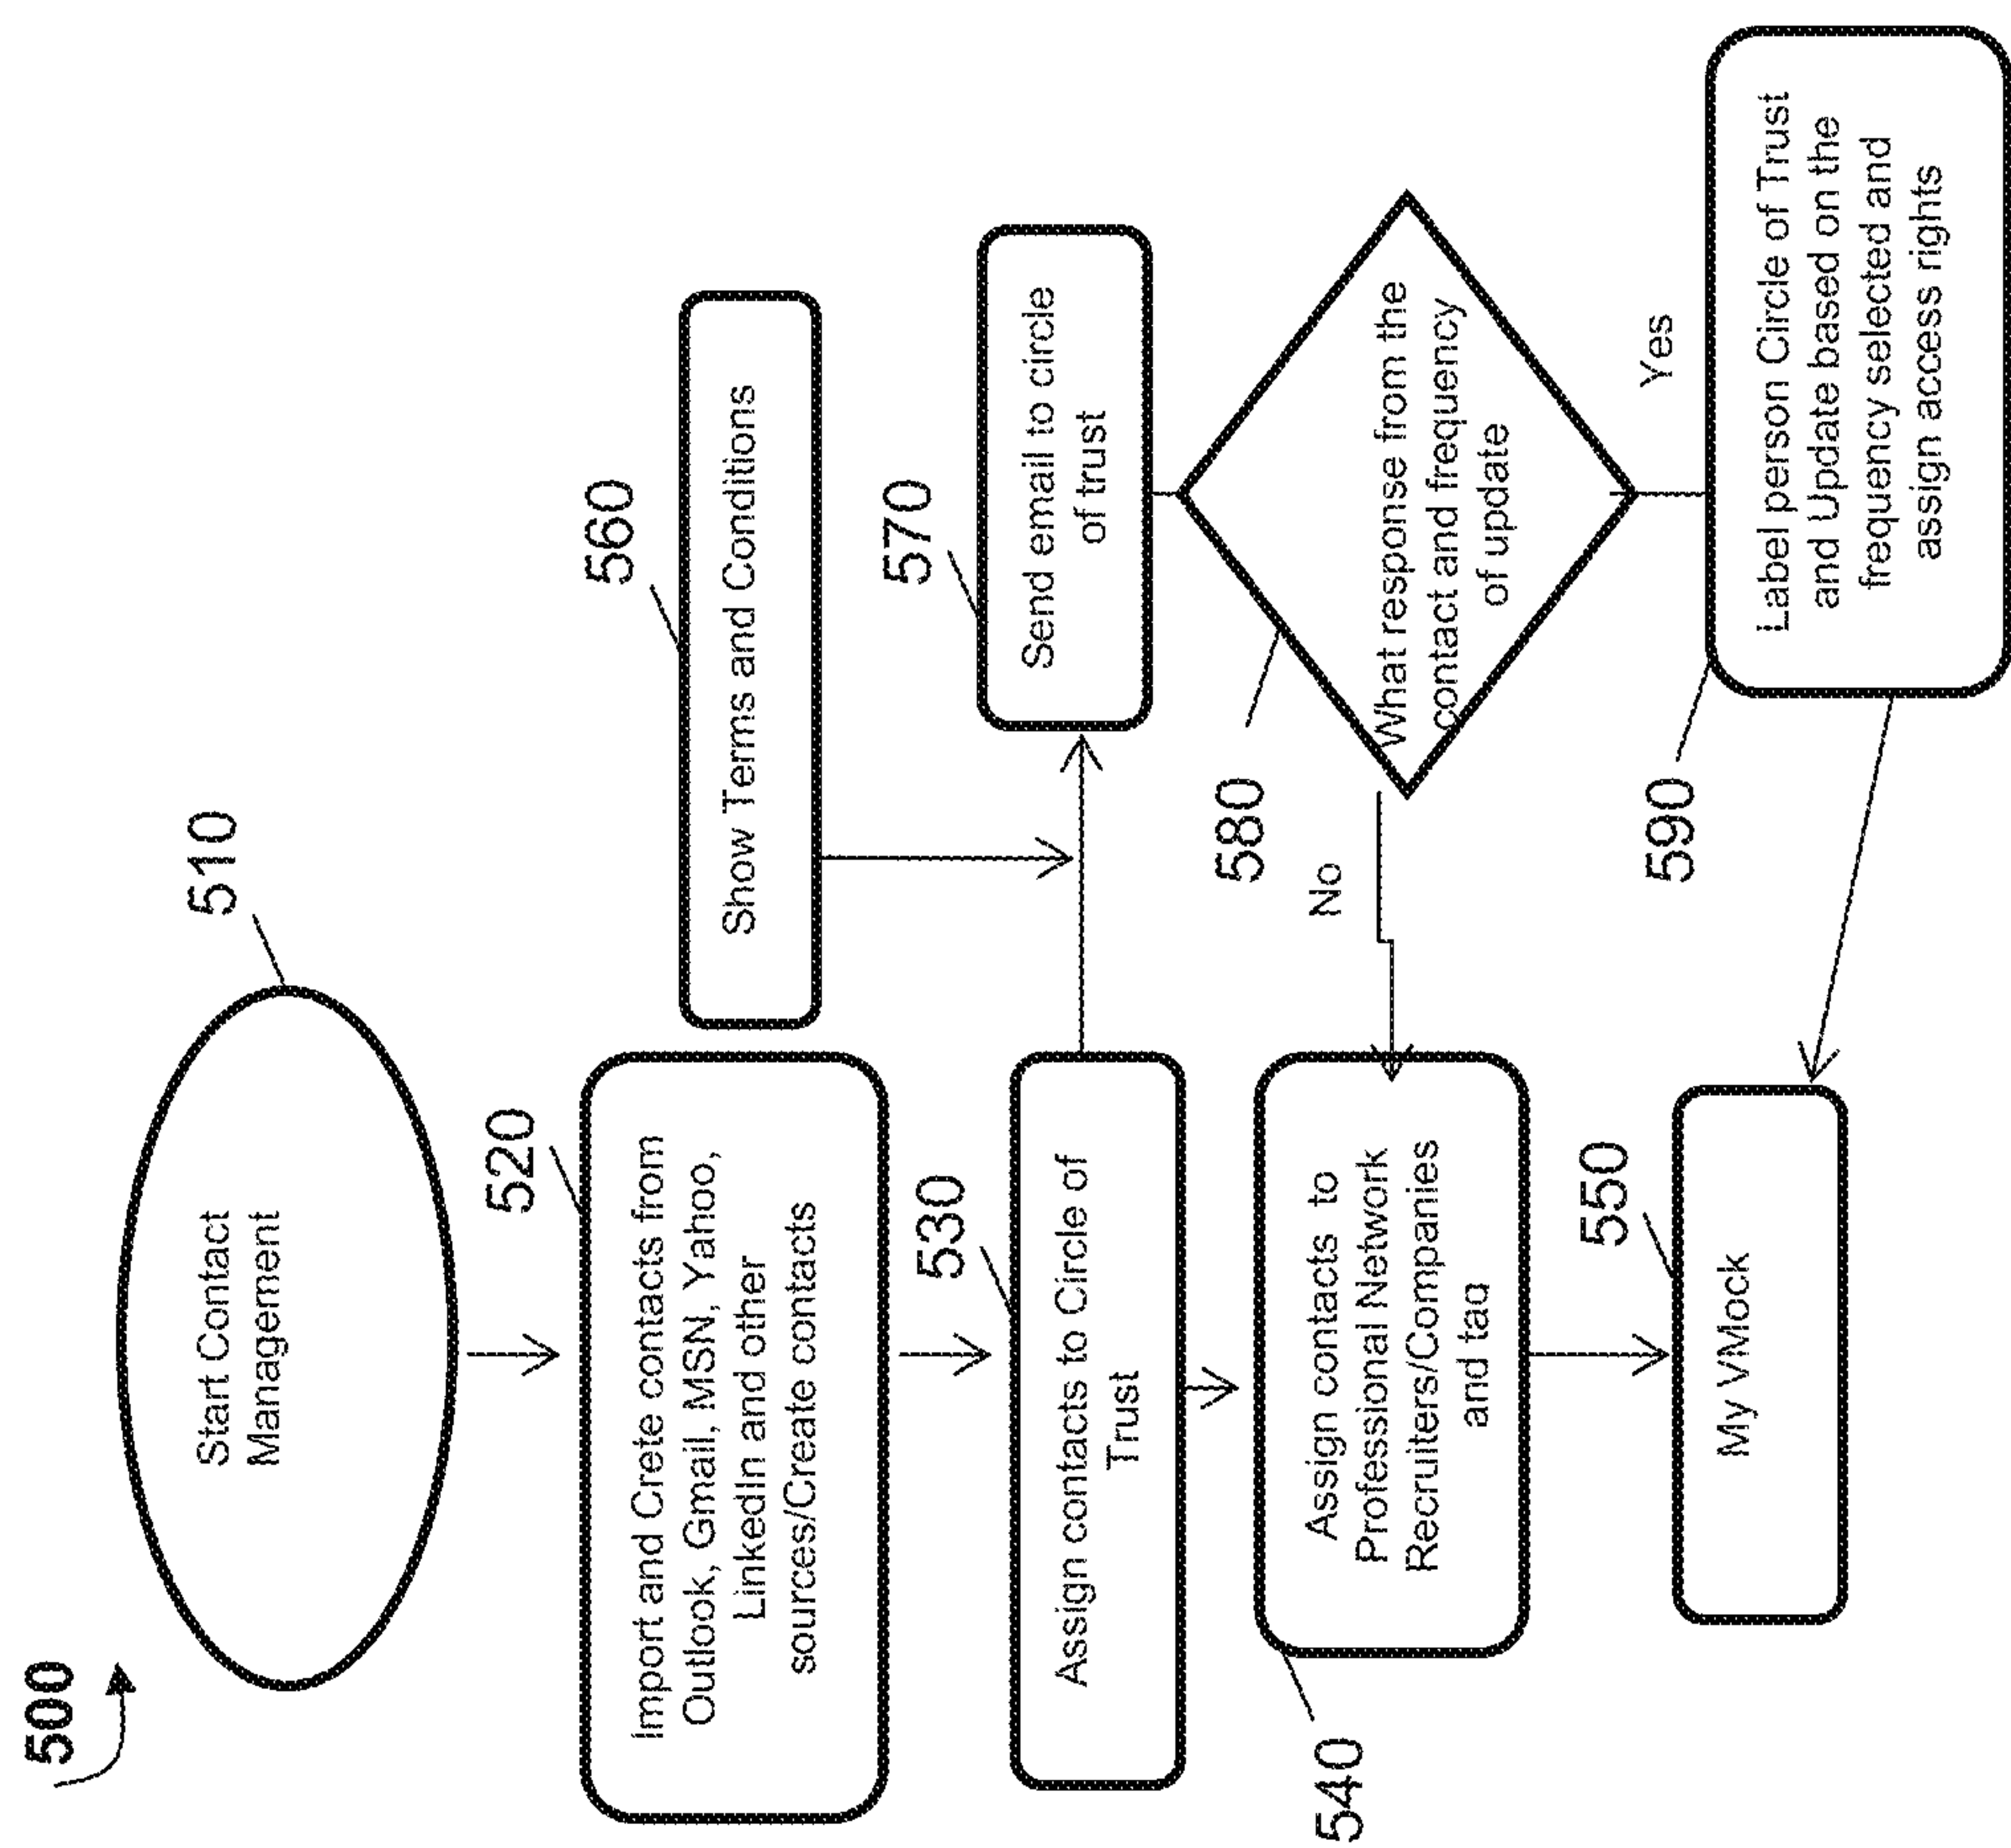 500
510
Start Contact
Management
520
Import and Crete contacts from
Outlook, Gmail, MSN, Yahoo,
LinkedIn and other
sources/Create contacts
560
Show Terms and Conditions
530
Assign contacts to Circle of
Trust
570
Send email to circle
of trust
540
Assign contacts to
Professional Network
Recruiters/Companies
and tag
580
What response from the
contact and frequency
of update
No
Yes
550
My VMock
590
Label person Circle of Trust
and Update based on the
frequency selected and
assign access rights